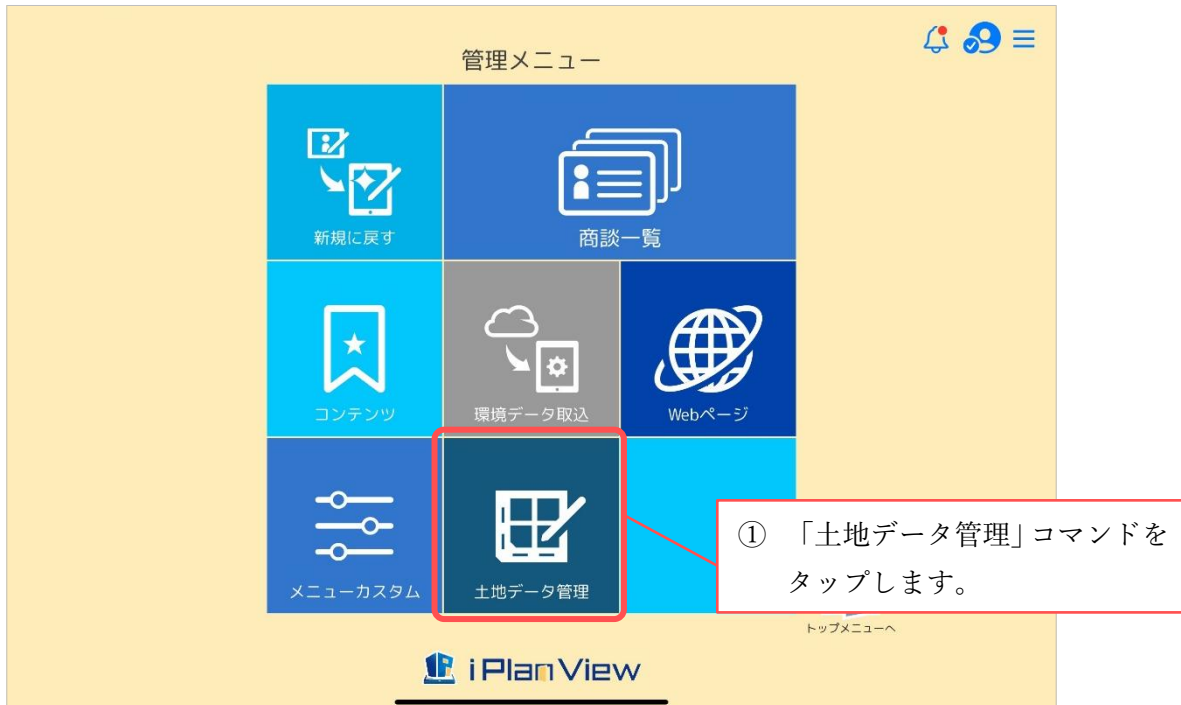 管理メニュー
新規に戻す
商談一覧
コンテンツ
環境データ取込
Webページ
メニューカスタム
土地データ管理
① 「土地データ管理」コマンドを
タップします。
トップメニューへ
iPlanView